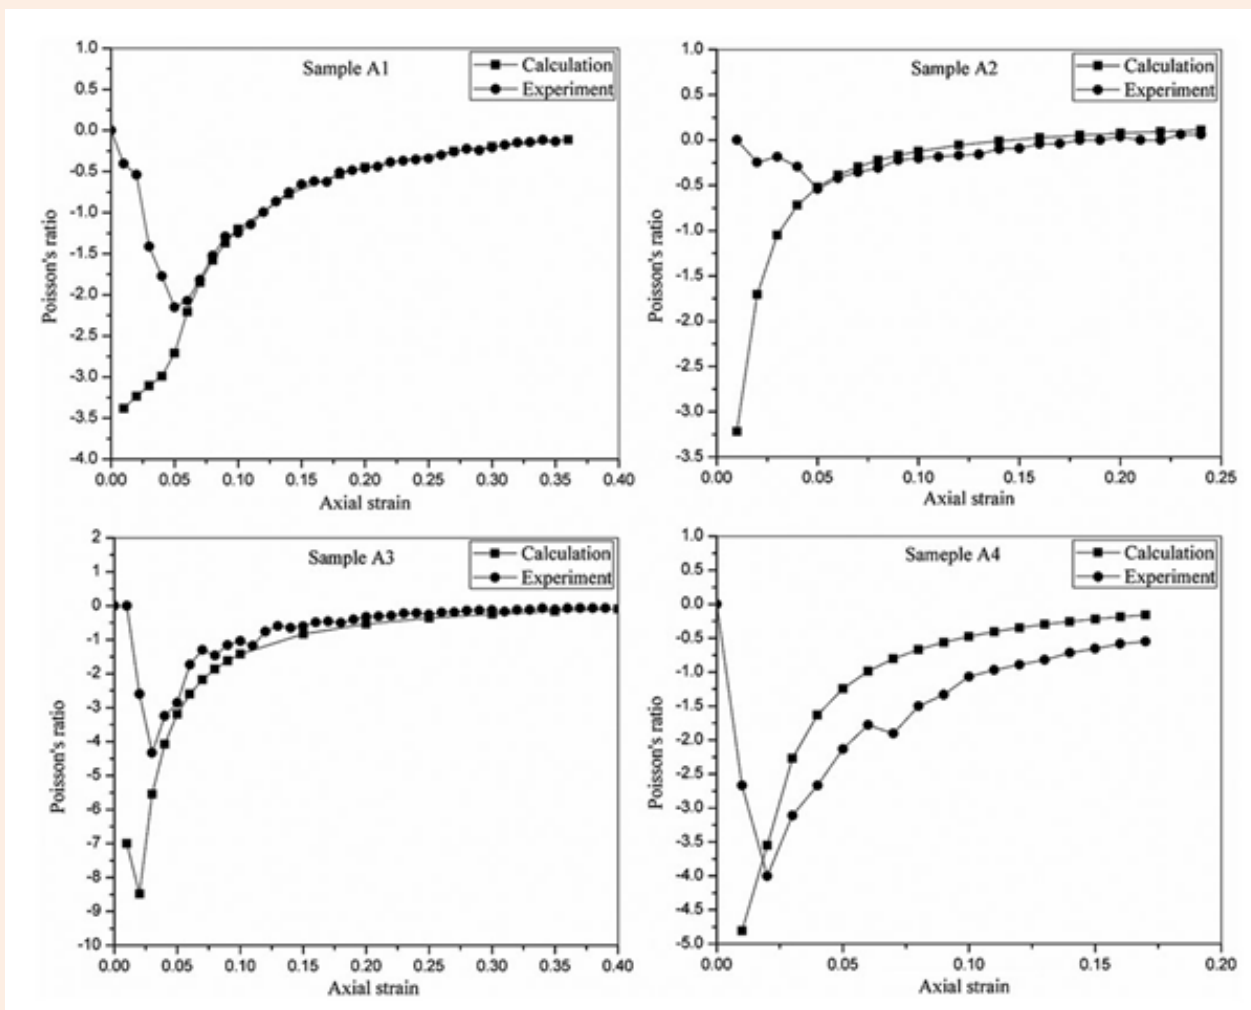 Sample A1
Calculation
Experiment
1.0
0.5
0.0
-0.5
-1.0
-1.5
-2.0
-2.5
-3.0
-3.5
-4.0
Poisson's ratio
0.00 0.05 0.10 0.15 0.20 0.25 0.30 0.35 0.40
Axial strain
Sample A2
Calculation
Experiment
1.0
0.5
0.0
-0.5
-1.0
-1.5
-2.0
-2.5
-3.0
-3.5
Poisson's ratio
0.00 0.05 0.10 0.15 0.20 0.25
Axial strain
Sample A3
Calculation
Experiment
2
1
0
-1
-2
-3
-4
-5
-6
-7
-8
-9
-10
Poisson's ratio
0.00 0.05 0.10 0.15 0.20 0.25 0.30 0.35 0.40
Axial strain
Sameple A4
Calculation
Experiment
1.0
0.5
0.0
-0.5
-1.0
-1.5
-2.0
-2.5
-3.0
-3.5
-4.0
-4.5
-5.0
Poisson's ratio
0.00 0.05 0.10 0.15 0.20
Axial strain